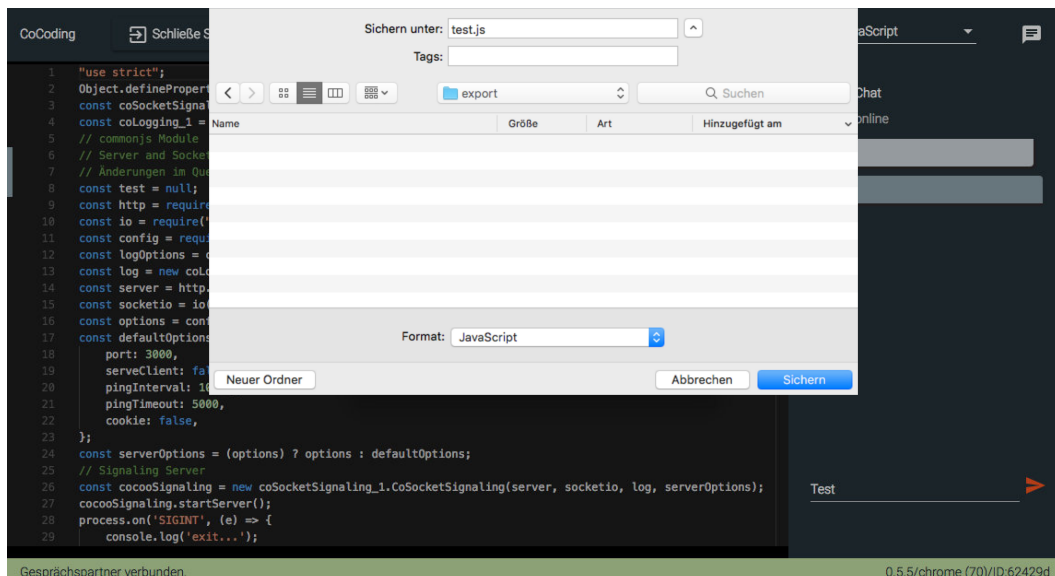 CoCoding
Schließe S
Sichern unter: test.js
Tags:
export
Suchen
Name Größe Art Hinzugefügt am
Format: JavaScript
Neuer Ordner Abbrechen Sichern
aScript
Chat
online
1 "use strict";
2 Object.definePropert
3 const coSocketSignal
4 const coLogging_1 =
5 // commonjs Module
6 // Server and Socket
7 // Änderungen im Que
8 const test = null;
9 const http = require
10 const io = require('
11 const config = requi
12 const logOptions = c
13 const log = new coLo
14 const server = http.
15 const socketio = io(
16 const options = conf
17 const defaultOptions
18 port: 3000,
19 serveClient: fal
20 pingInterval: 10
21 pingTimeout: 5000,
22 cookie: false,
23 };
24 const serverOptions = (options) ? options : defaultOptions;
25 // Signaling Server
26 const cocooSignaling = new coSocketSignaling_1.CoSocketSignaling(server, socketio, log, serverOptions);
27 cocooSignaling.startServer();
28 process.on('SIGINT', (e) => {
29 console.log('exit...');
Test
Gesprächspartner verbunden.
0.5.5/chrome (70)/ID:62429d